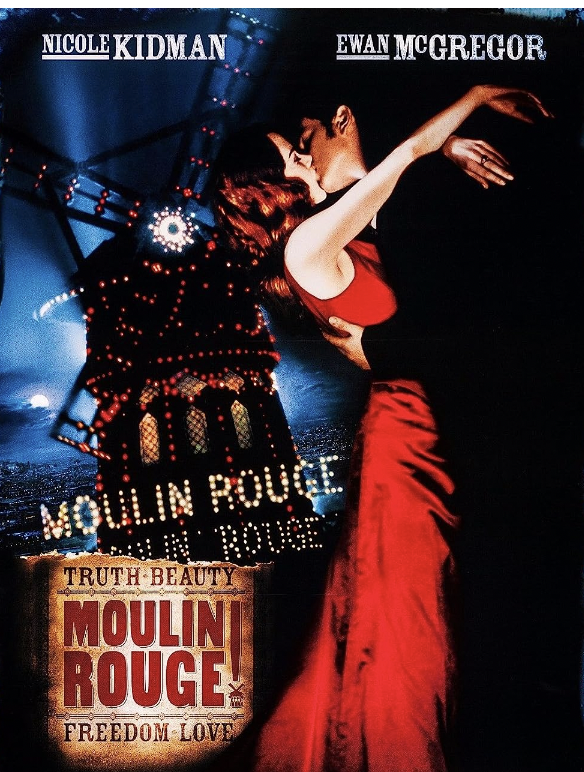 NICOLE KIDMAN
EWAN McGREGOR
MOULIN ROUGE
MOULIN ROUGE
TRUTH·BEAUTY
MOULIN
ROUGE!
FREEDOM·LOVE